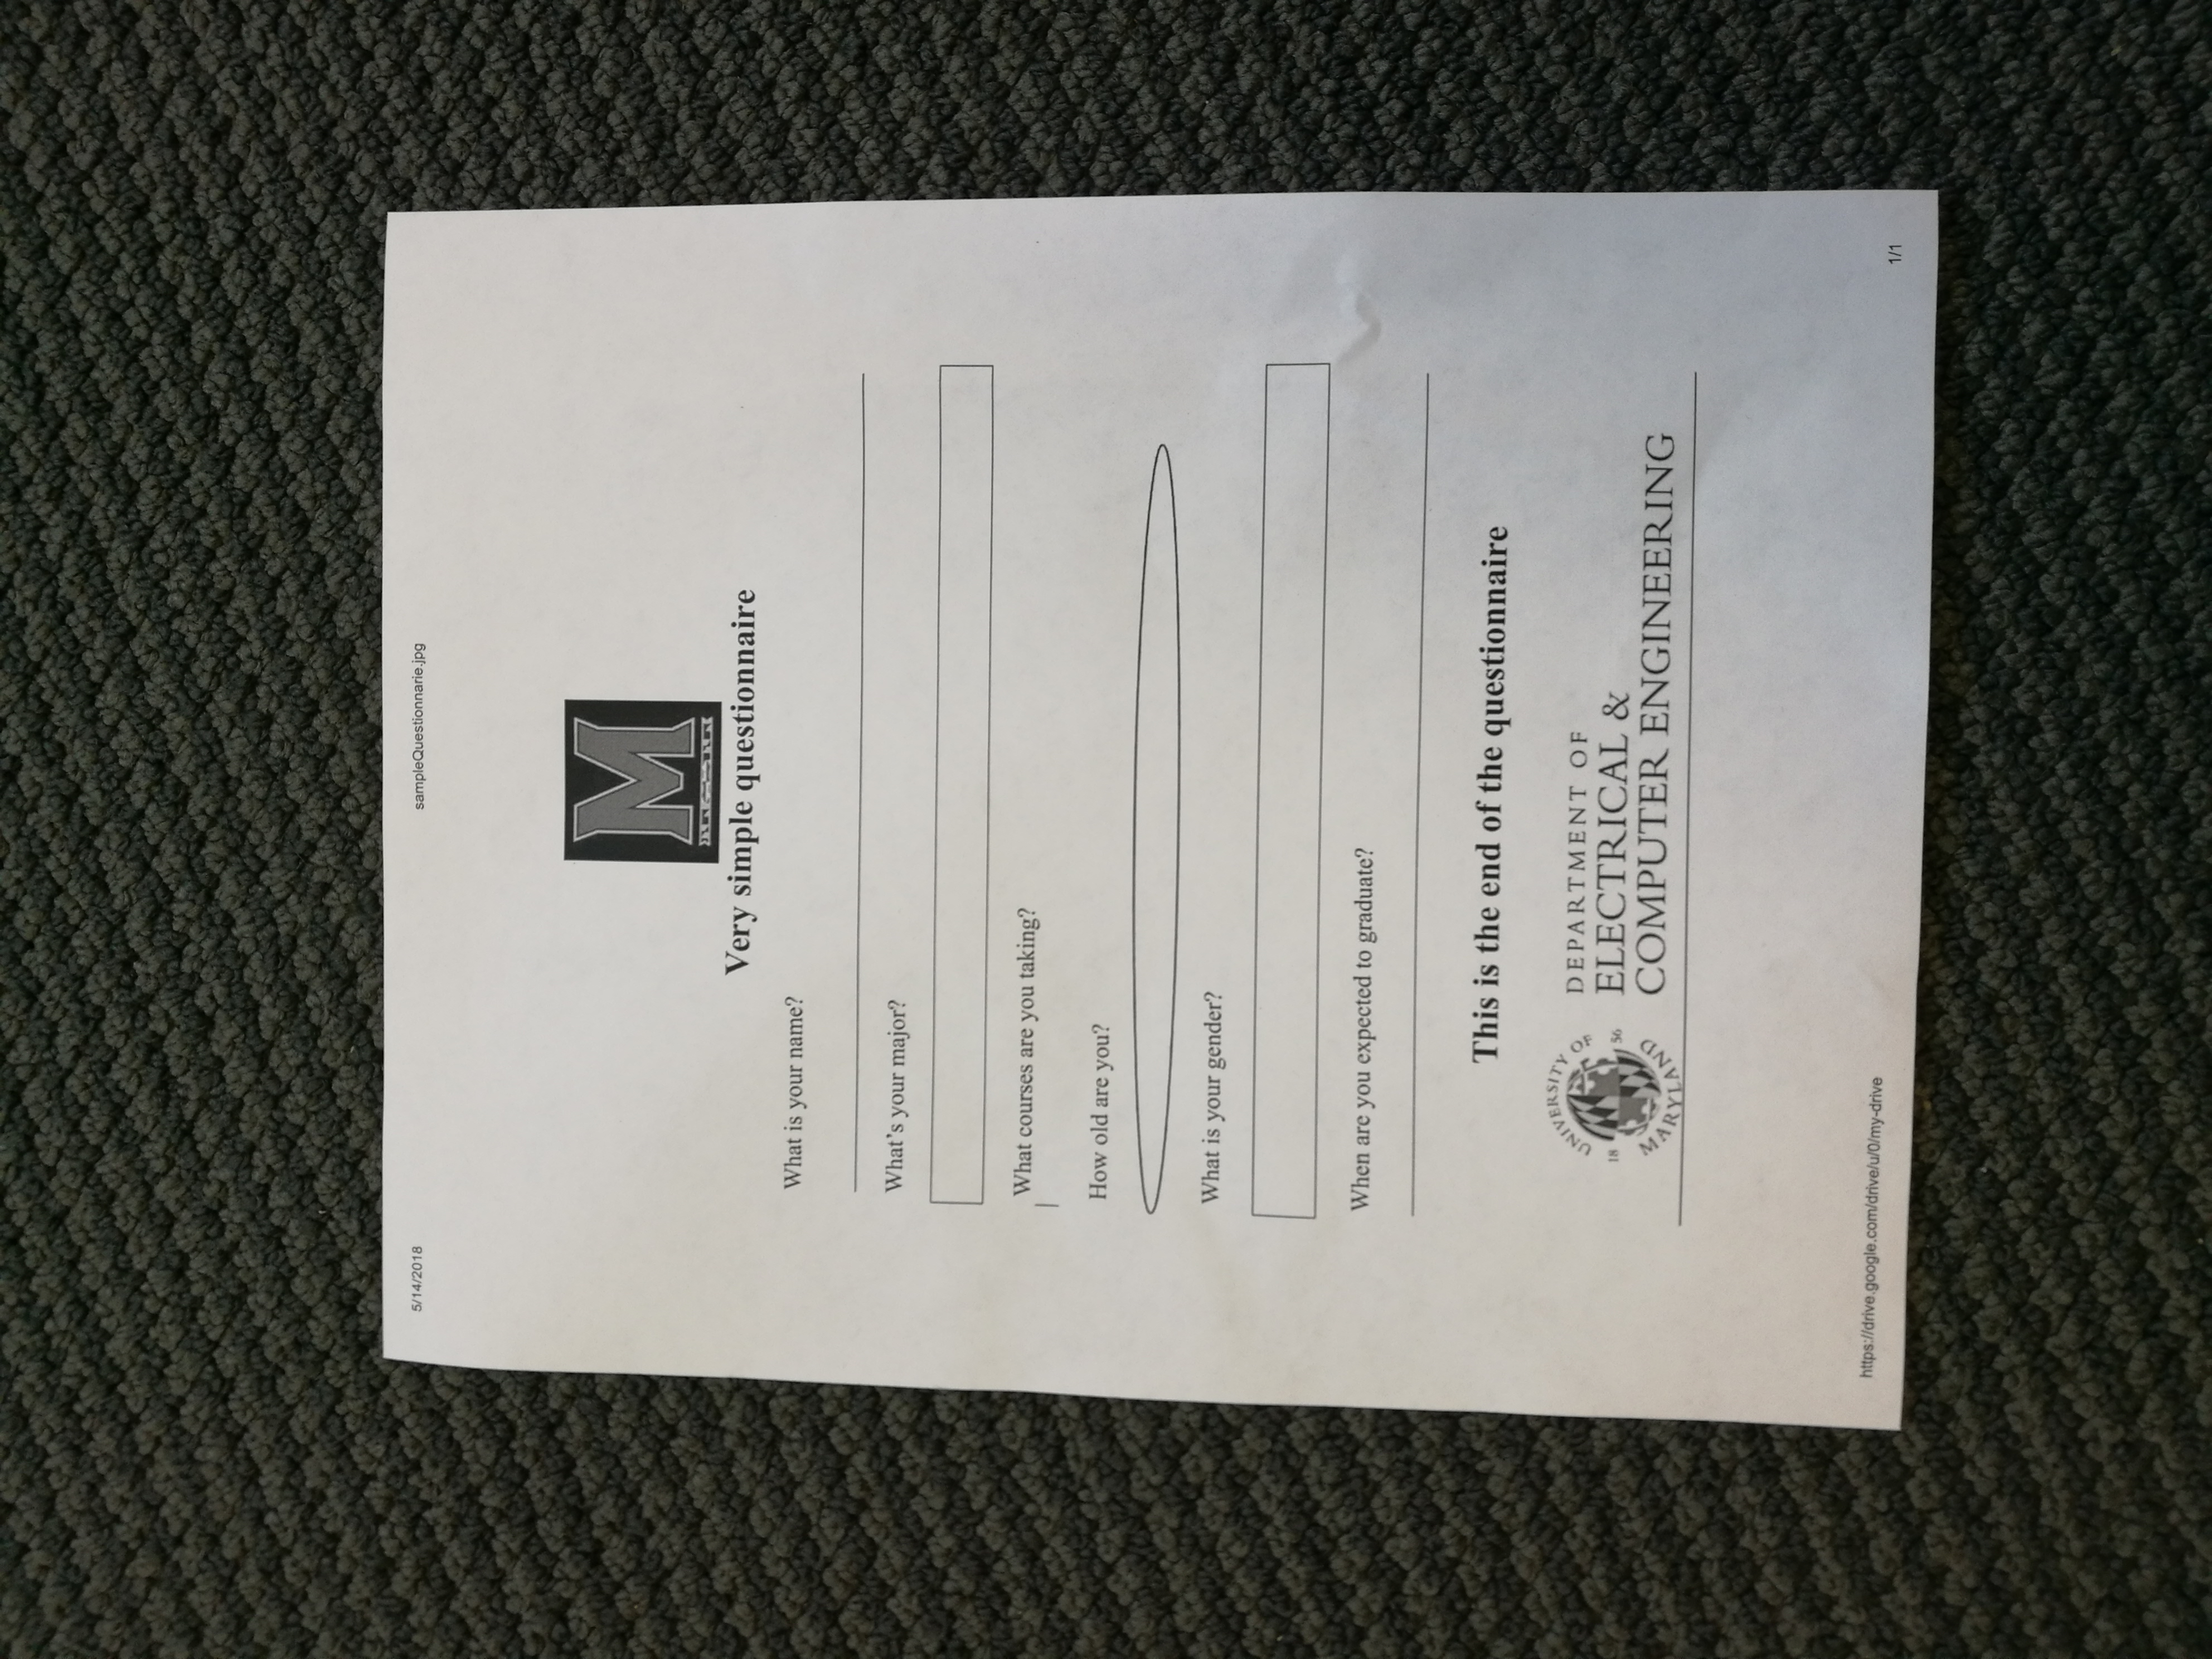 5/14/2018 sampleQuestionnarie.jpg
M
Very simple questionnaire
What is your name?
What's your major?
What courses are you taking?
How old are you?
What is your gender?
When are you expected to graduate?
This is the end of the questionnaire
UNIVERSITY OF
18 56
MARYLAND
DEPARTMENT OF
ELECTRICAL &
COMPUTER ENGINEERING
https://drive.google.com/drive/u/0/my-drive 1/1